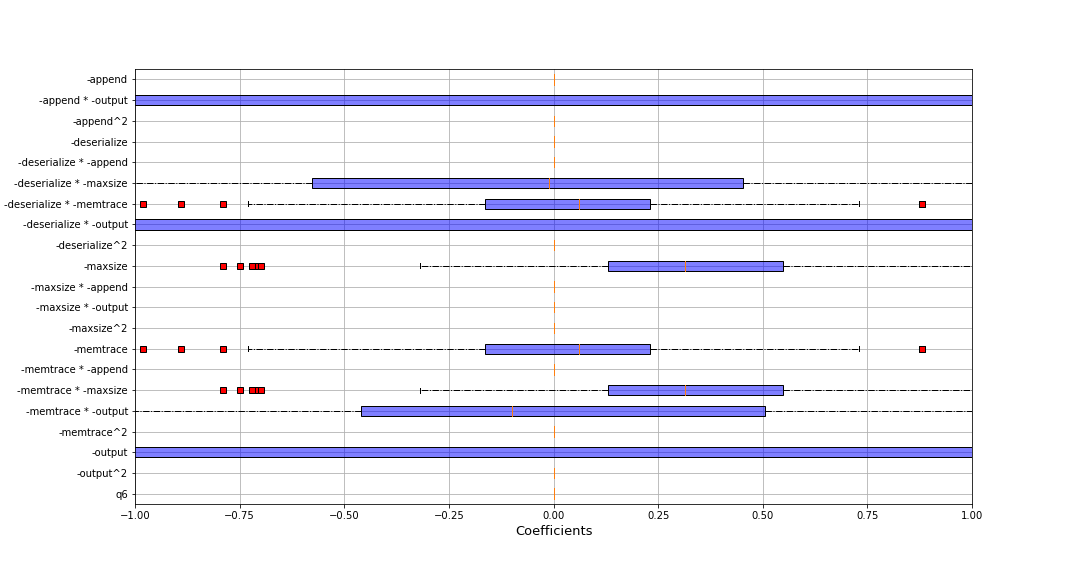 -append
-append * -output
-append^2
-deserialize
-deserialize * -append
-deserialize * -maxsize
-deserialize * -memtrace
-deserialize * -output
-deserialize^2
-maxsize
-maxsize * -append
-maxsize * -output
-maxsize^2
-memtrace
-memtrace * -append
-memtrace * -maxsize
-memtrace * -output
-memtrace^2
-output
-output^2
q6
−1.00 −0.75 −0.50 −0.25 0.00 0.25 0.50 0.75 1.00
Coefficients